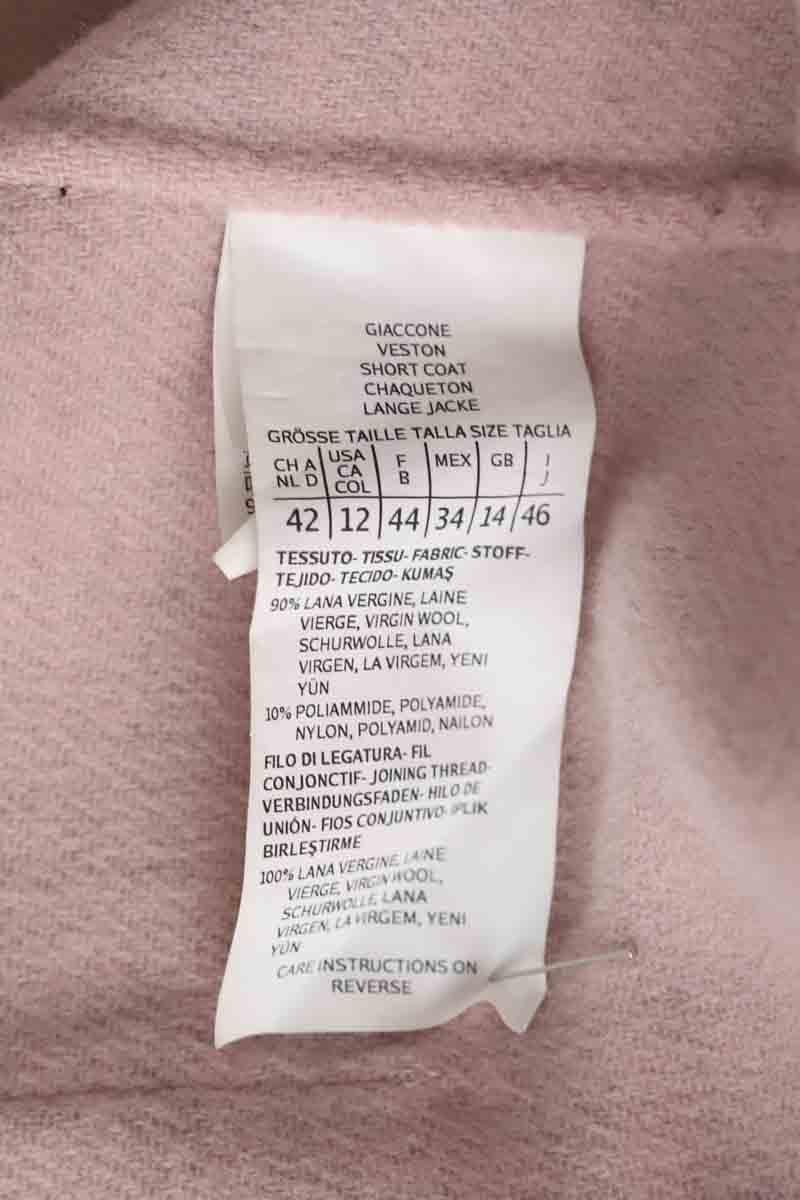 GIACCONE
VESTON
SHORT COAT
CHAQUETON
LANGE JACKE
GRÖSSE TAILLE TALLA SIZE TAGLIA
CH A USA F MEX GB I
NL D CA B J
COL
42 12 44 34 14 46
TESSUTO- TISSU- FABRIC- STOFF-
TEJIDO- TECIDO- KUMAŞ
90% LANA VERGINE, LAINE
VIERGE, VIRGIN WOOL,
SCHURWOLLE, LANA
VIRGEN, LA VIRGEM, YENI
YÜN
10% POLIAMMIDE, POLYAMIDE,
NYLON, POLYAMID, NAILON
FILO DI LEGATURA- FIL
CONJONCTIF- JOINING THREAD-
VERBINDUNGSFADEN- HILO DE
UNIÓN- FIOS CONJUNTIVO- IPLIK
BIRLEŞTIRME
100% LANA VERGINE, LAINE
VIERGE, VIRGIN WOOL,
SCHURWOLLE, LANA
VIRGEN, LA VIRGEM, YENI
YÜN
CARE INSTRUCTIONS ON
REVERSE